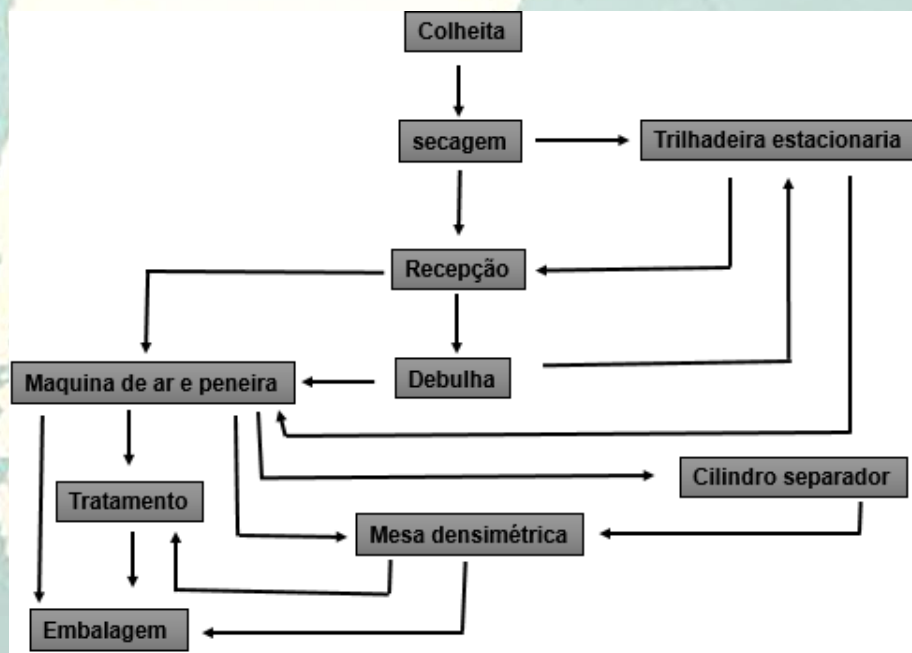 Colheita
secagem
Trilhadeira estacionaria
Recepção
Maquina de ar e peneira
Debulha
Cilindro separador
Tratamento
Mesa densimétrica
Embalagem